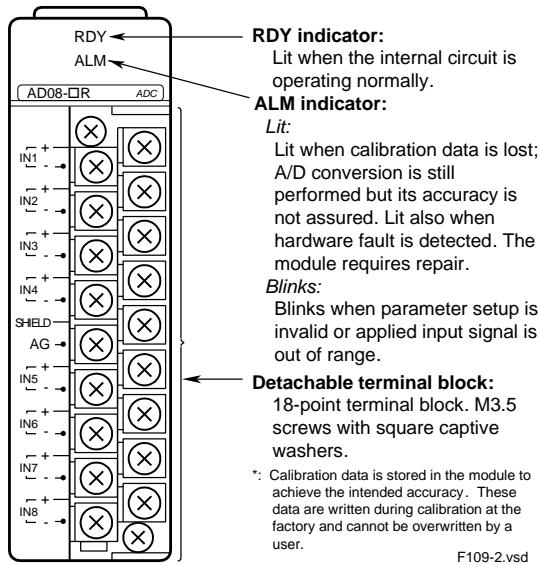 RDY
ALM
AD08-□R ADC
IN1 + -
IN2 + -
IN3 + -
IN4 + -
SHIELD
AG
IN5 + -
IN6 + -
IN7 + -
IN8 + -
RDY indicator:
Lit when the internal circuit is
operating normally.
ALM indicator:
Lit:
Lit when calibration data is lost;
A/D conversion is still
performed but its accuracy is
not assured. Lit also when
hardware fault is detected. The
module requires repair.
Blinks:
Blinks when parameter setup is
invalid or applied input signal is
out of range.
Detachable terminal block:
18-point terminal block. M3.5
screws with square captive
washers.
*: Calibration data is stored in the module to
achieve the intended accuracy. These
data are written during calibration at the
factory and cannot be overwritten by a
user.
F109-2.vsd